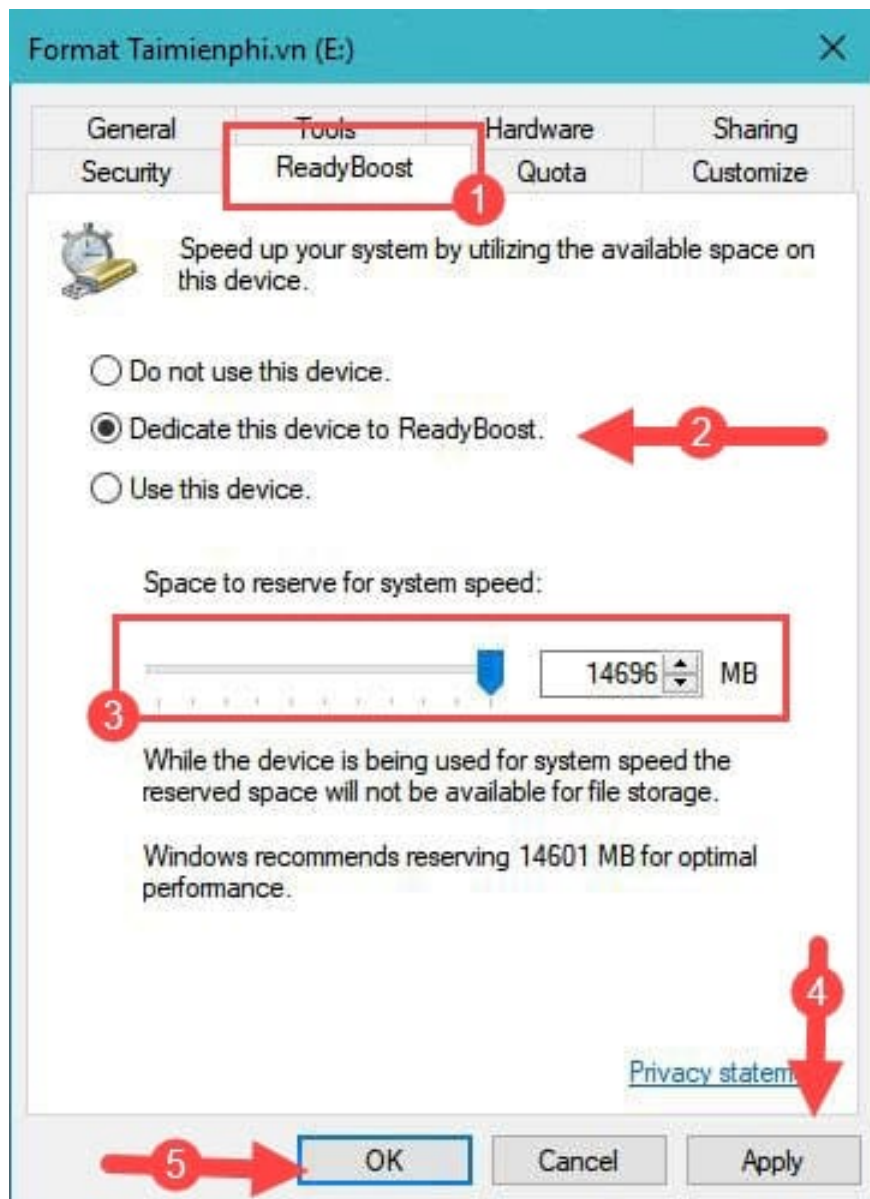 Format Taimienphi.vn (E:)
General Tools Hardware Sharing
Security ReadyBoost Quota Customize
1
Speed up your system by utilizing the available space on
this device.
Do not use this device.
Dedicate this device to ReadyBoost.
2
Use this device.
Space to reserve for system speed:
14696 MB
3
While the device is being used for system speed the
reserved space will not be available for file storage.
Windows recommends reserving 14601 MB for optimal
performance.
4
Privacy statem
5
OK Cancel Apply